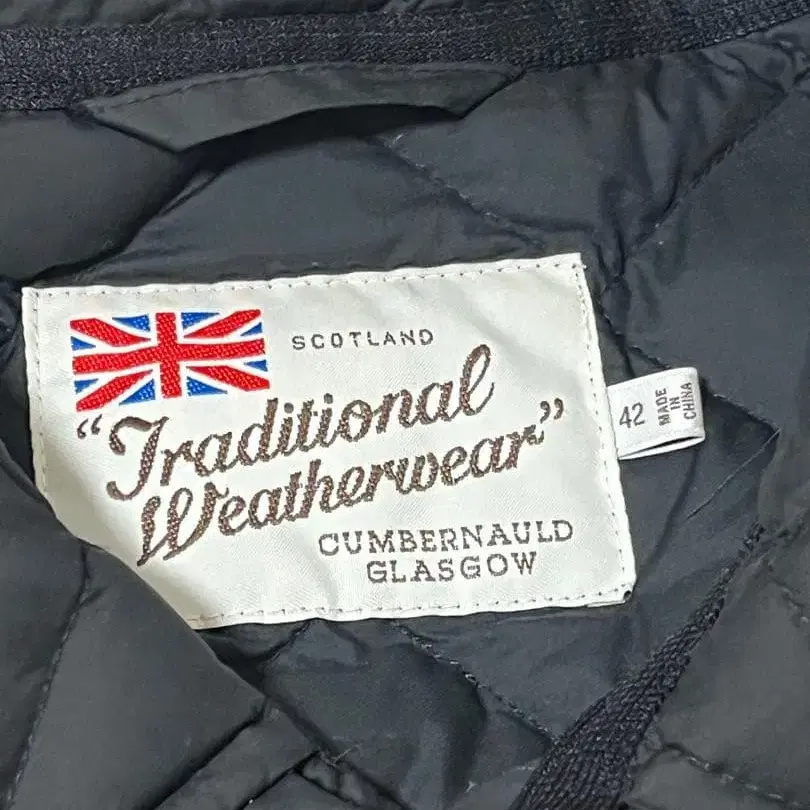 SCOTLAND
“Traditional
Weatherwear”
CUMBERNAULD
GLASGOW
42
MADE
IN
CHINA